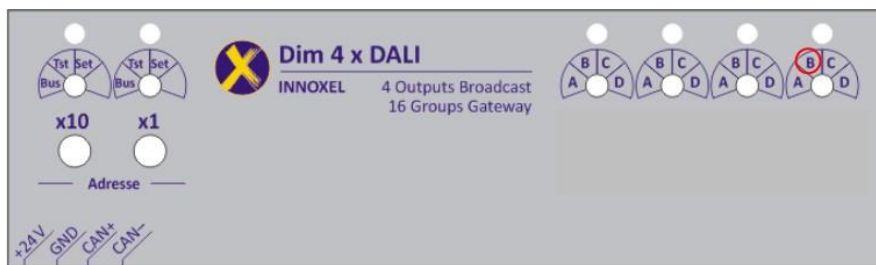 Tst Set
Bus
Tst Set
Bus
x10 x1
Adresse
+24V GND CAN+ CAN−
Dim 4 x DALI
INNOXEL 4 Outputs Broadcast
16 Groups Gateway
B C
A D
B C
A D
B C
A D
B C
A D